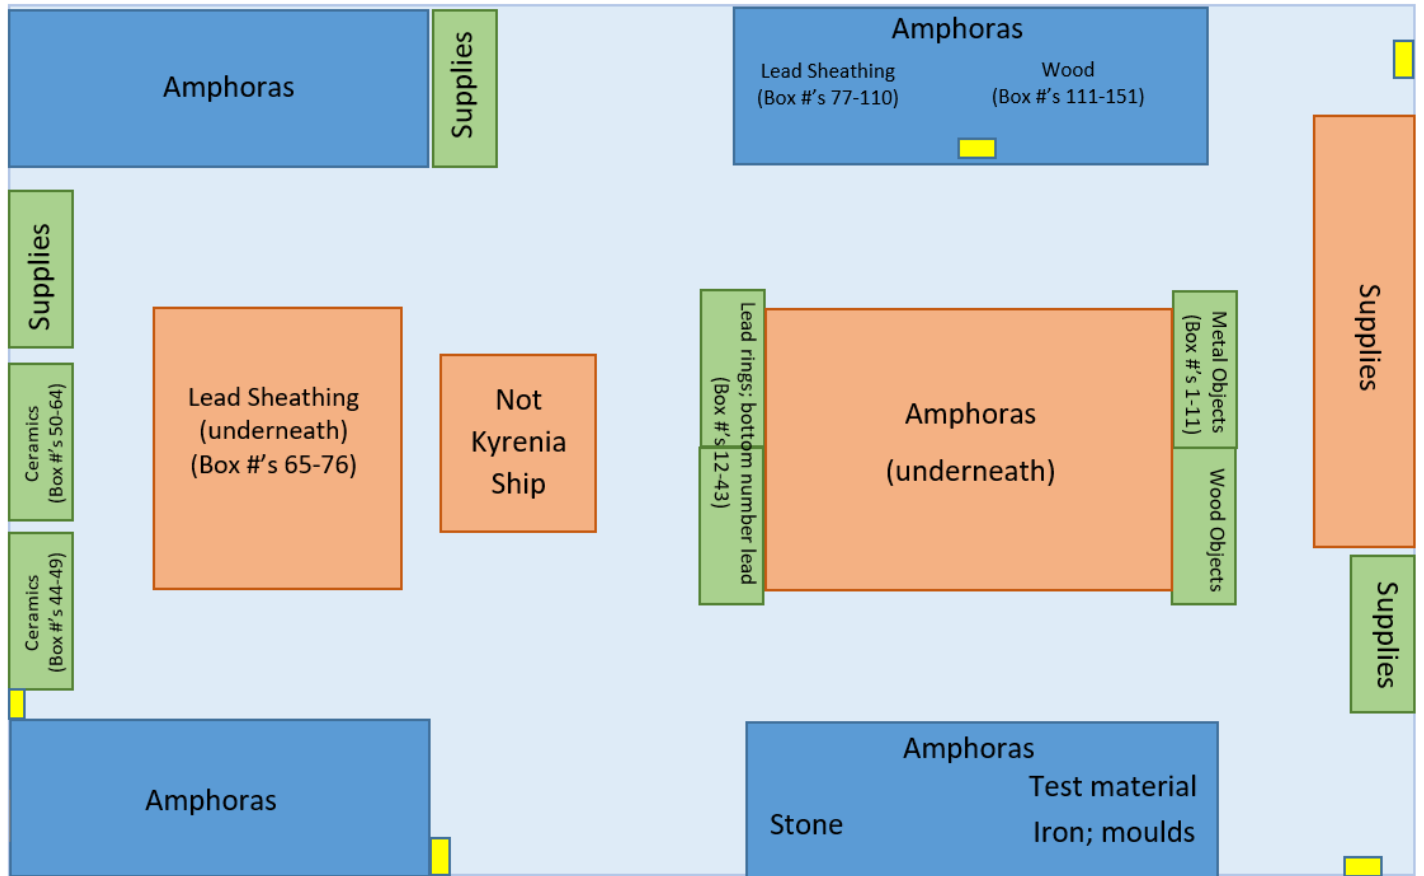 Amphoras
Supplies
Amphoras
Lead Sheathing
(Box #'s 77-110)
Wood
(Box #'s 111-151)
Supplies
Supplies
Ceramics
(Box #'s 50-64)
Ceramics
(Box #'s 44-49)
Lead Sheathing
(underneath)
(Box #'s 65-76)
Not
Kyrenia
Ship
Lead rings; bottom number lead
(Box #'s 12-43)
Amphoras
(underneath)
Metal Objects
(Box #'s 1-11)
Wood Objects
Supplies
Amphoras
Amphoras
Test material
Stone
Iron; moulds